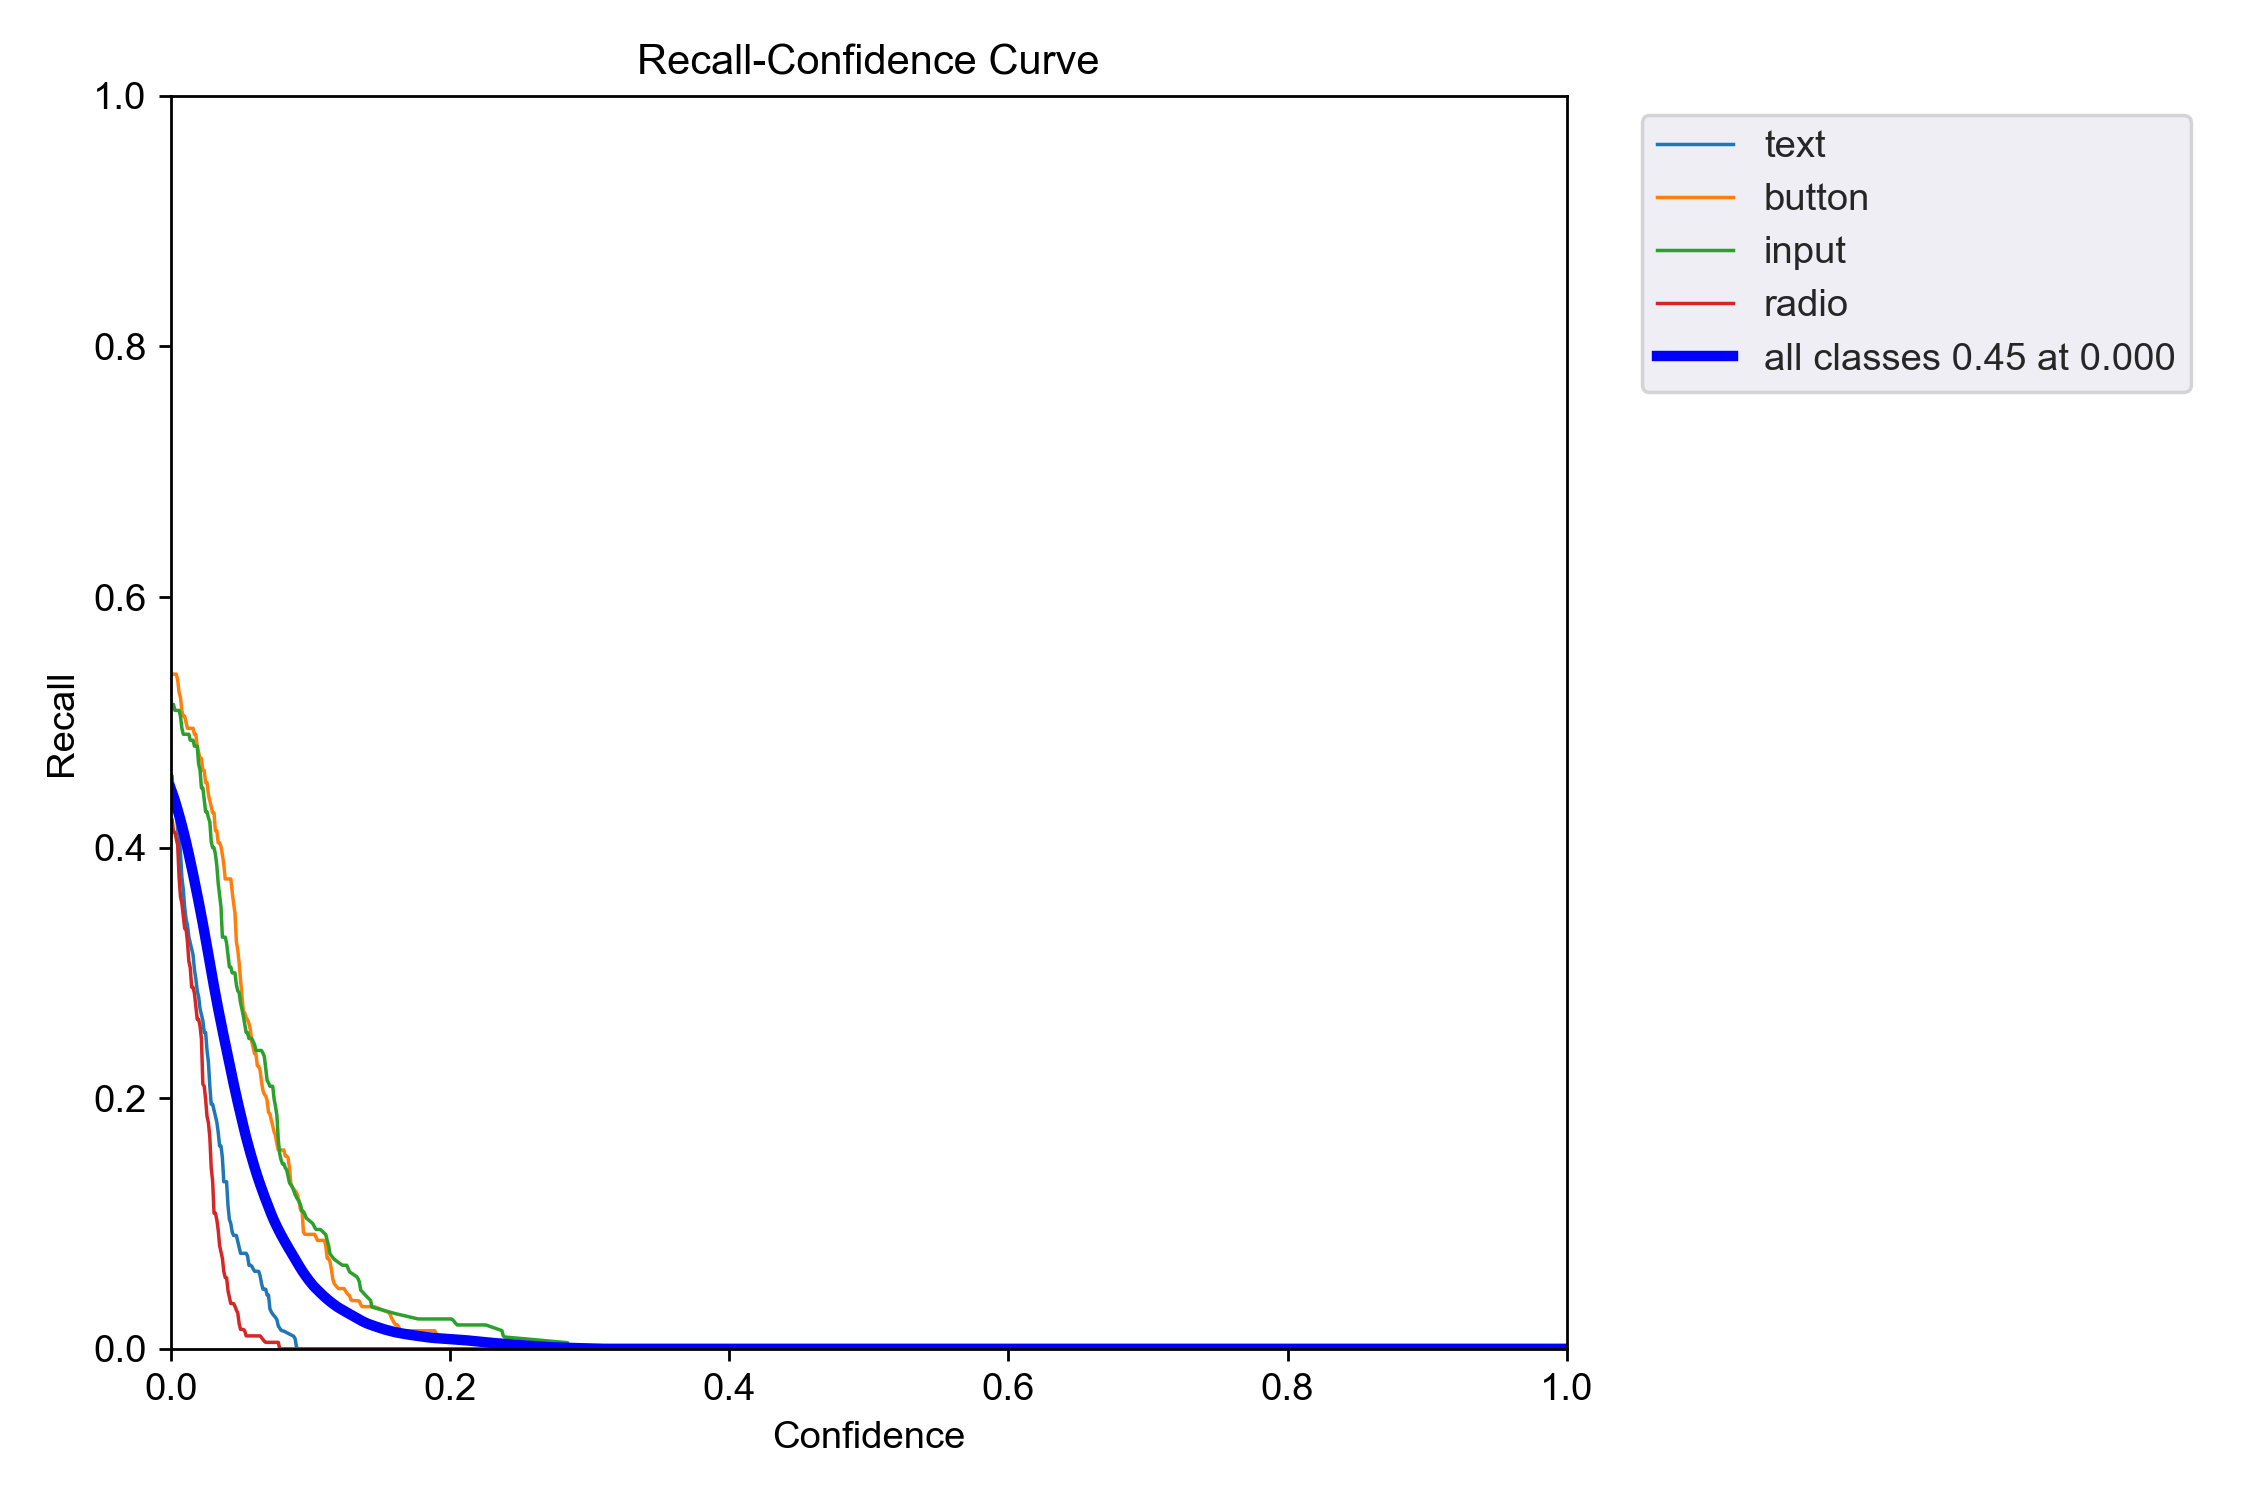 Recall-Confidence Curve
1.0
0.8
0.6
0.4
0.2
0.0
Recall
0.0 0.2 0.4 0.6 0.8 1.0
Confidence
text
button
input
radio
all classes 0.45 at 0.000